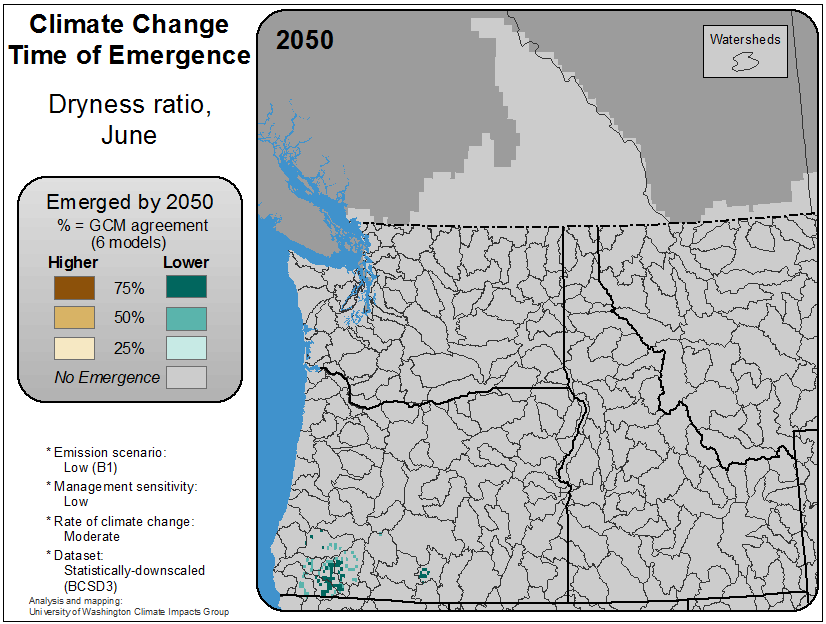 Climate Change
Time of Emergence
Dryness ratio,
June
Emerged by 2050
% = GCM agreement
(6 models)
Higher Lower
75%
50%
25%
No Emergence
* Emission scenario:
Low (B1)
* Management sensitivity:
Low
* Rate of climate change:
Moderate
* Dataset:
Statistically-downscaled
(BCSD3)
Analysis and mapping:
University of Washington Climate Impacts Group
2050
Watersheds